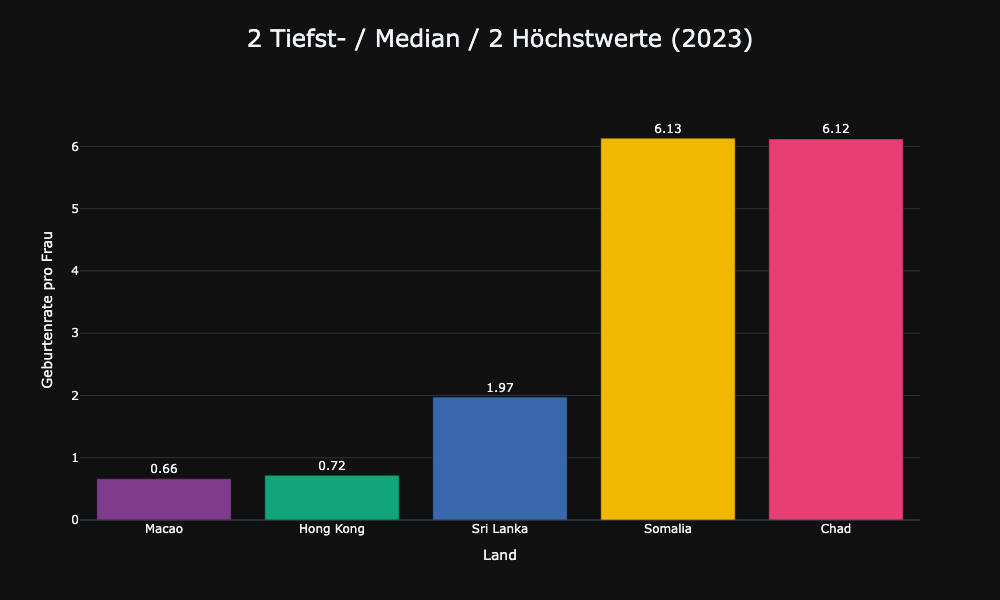 2 Tiefst- / Median / 2 Höchstwerte (2023)
Geburtenrate pro Frau
6
5
4
3
2
1
0
0.66
0.72
1.97
6.13
6.12
Macao
Hong Kong
Sri Lanka
Somalia
Chad
Land